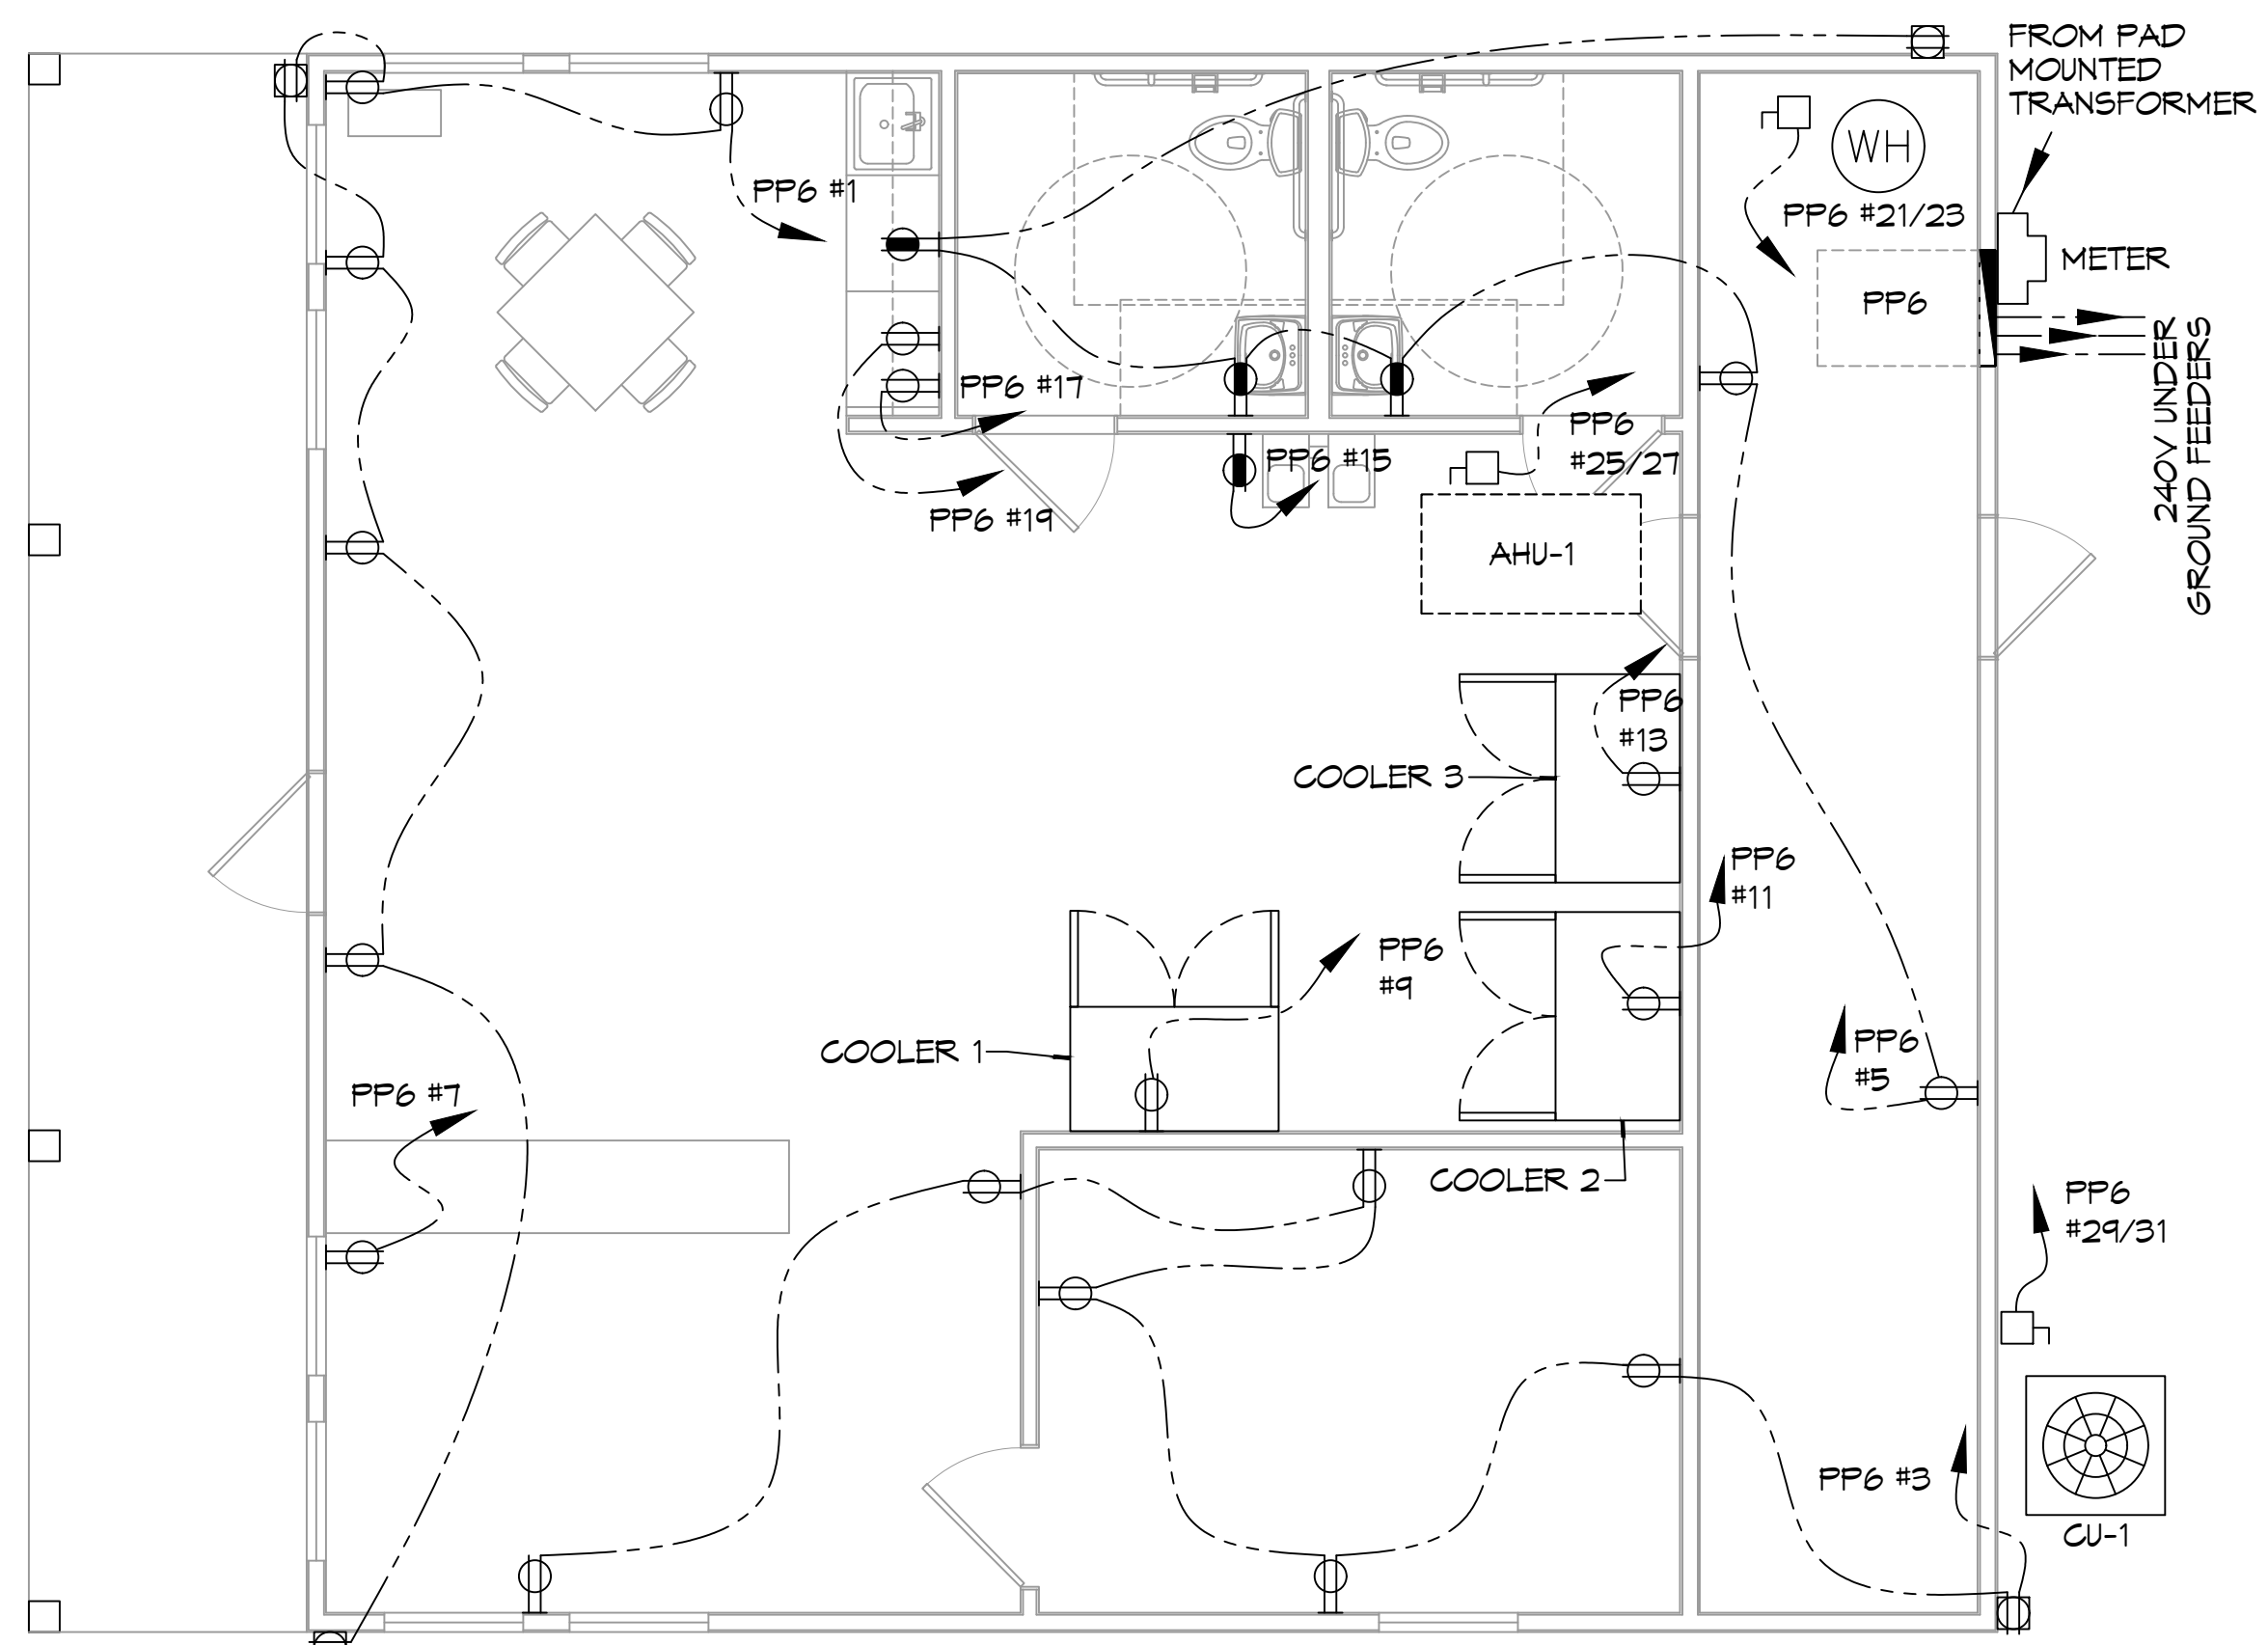 FROM PAD
MOUNTED
TRANSFORMER
WH
PP6 #1
PP6 #21/23
METER
PP6
240V UNDER
GROUND FEEDERS
PP6 #17
PP6
#25/27
PP6 #15
PP6 #19
AHU-1
PP6
#13
COOLER 3
PP6
#11
PP6
#9
COOLER 1
PP6
#5
PP6 #7
COOLER 2
PP6
#29/31
PP6 #3
CU-1